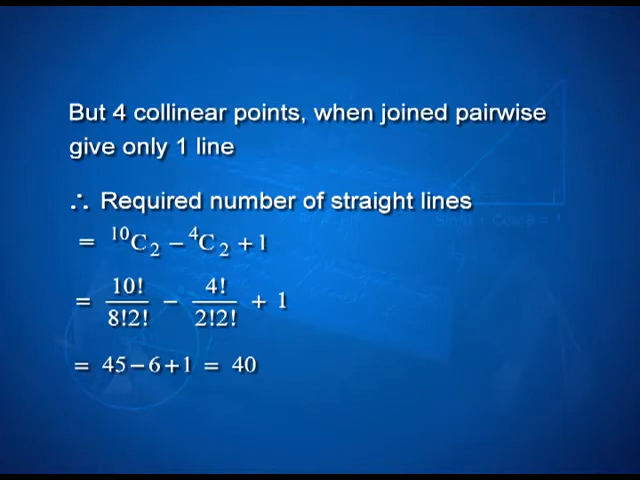 But 4 collinear points, when joined pairwise
give only 1 line
∴ Required number of straight lines
= ¹⁰C₂ − ⁴C₂ + 1
= 10!/8!2! − 4!/2!2! + 1
= 45 − 6 + 1 = 40